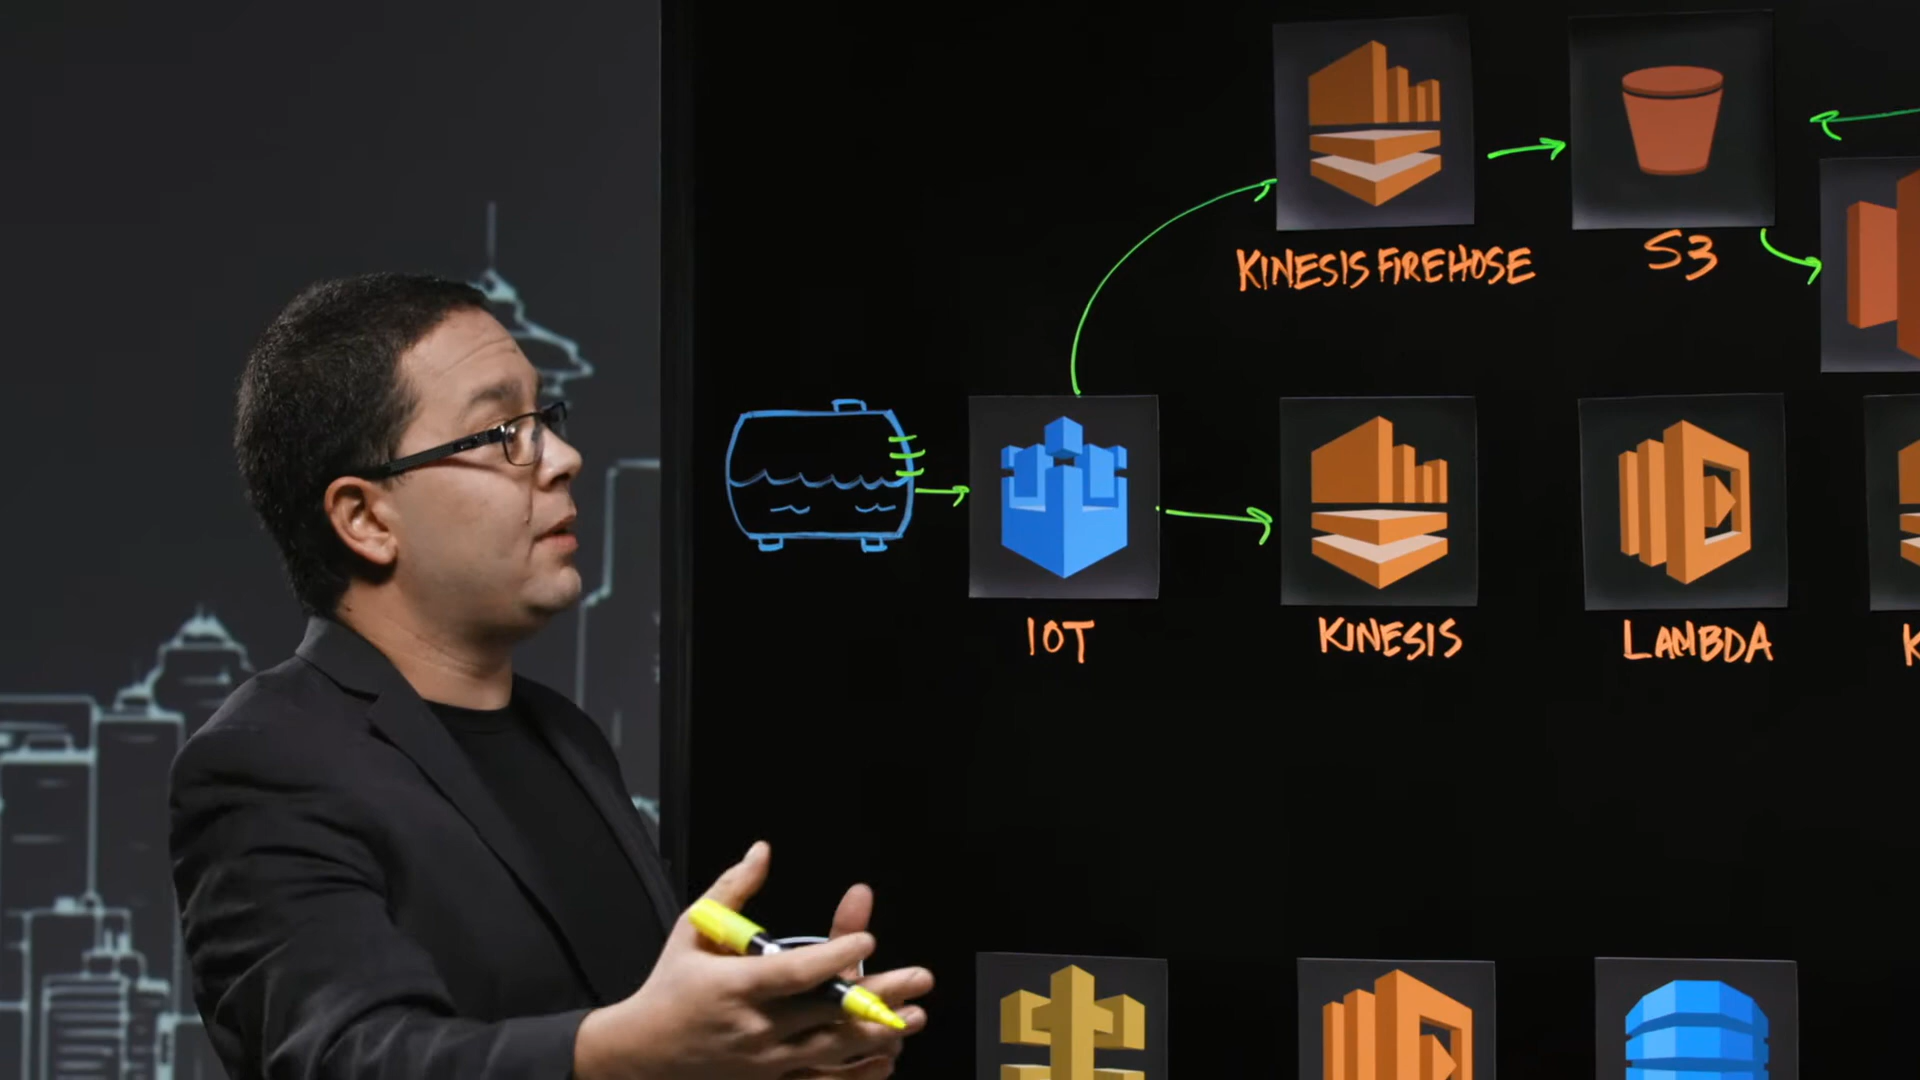 KINESIS FIREHOSE
S3
IOT
KINESIS
LAMBDA
K